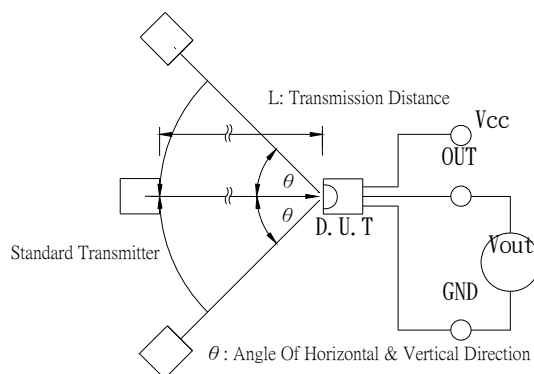 L: Transmission Distance
Vcc
OUT
θ
θ
D.U.T
Standard Transmitter
Vout
GND
θ : Angle Of Horizontal & Vertical Direction